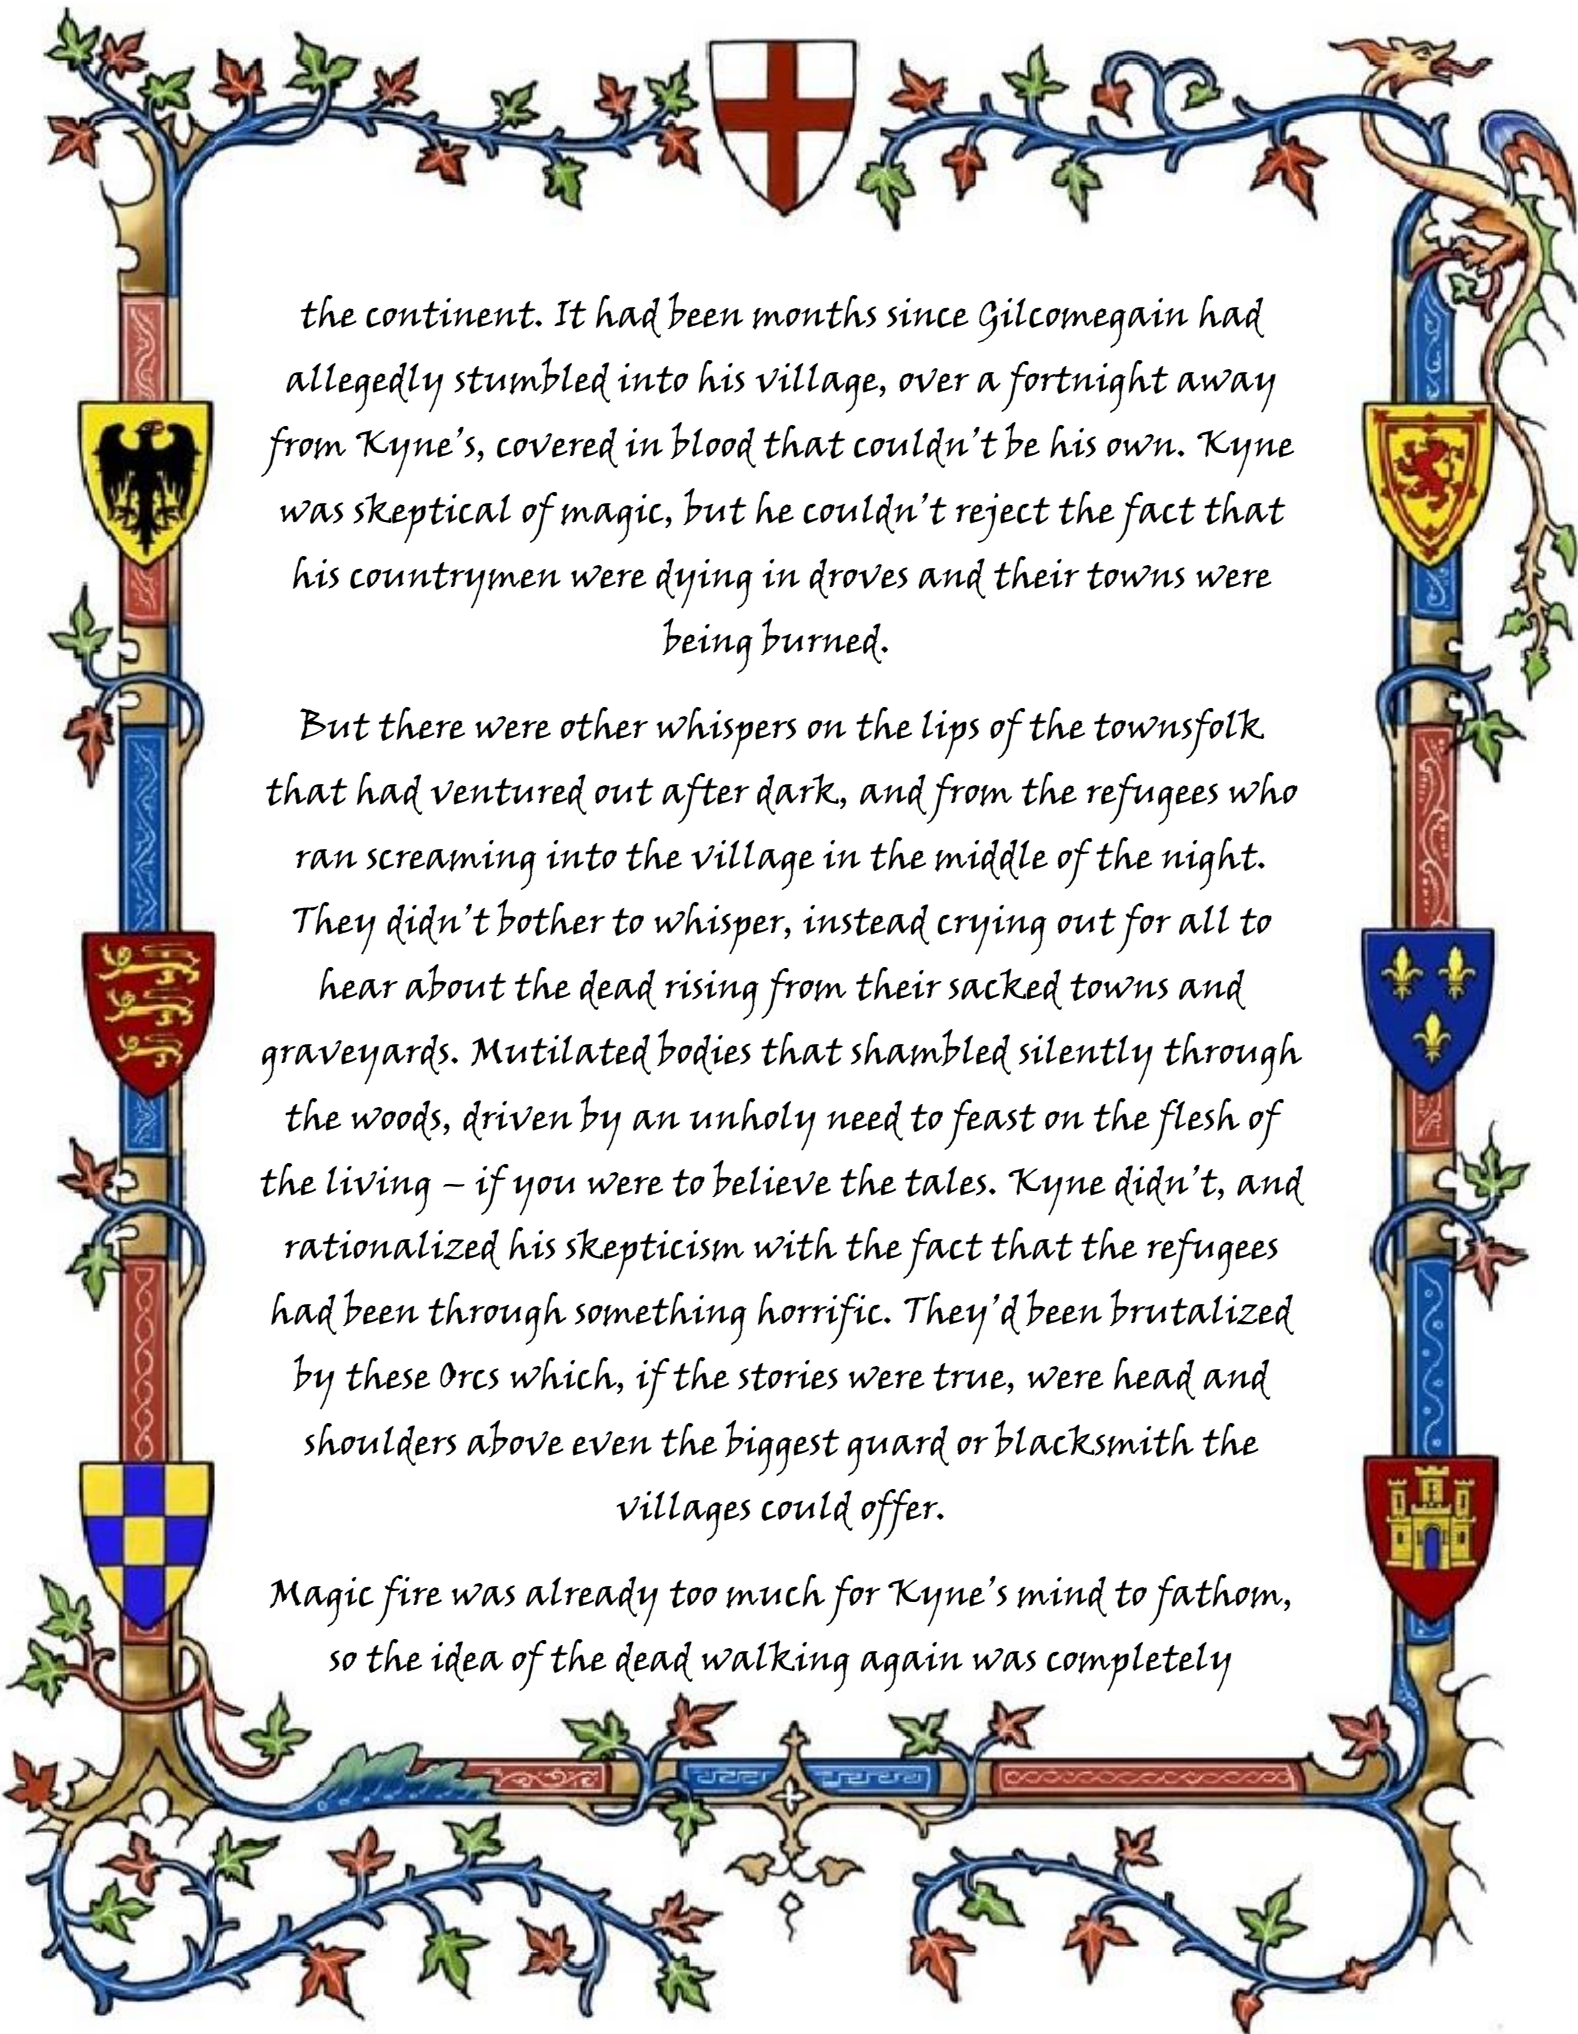 the continent. It had been months since Gilcomegain had
allegedly stumbled into his village, over a fortnight away
from Kyne's, covered in blood that couldn't be his own. Kyne
was skeptical of magic, but he couldn't reject the fact that
his countrymen were dying in droves and their towns were
being burned.
But there were other whispers on the lips of the townsfolk
that had ventured out after dark, and from the refugees who
ran screaming into the village in the middle of the night.
They didn't bother to whisper, instead crying out for all to
hear about the dead rising from their sacked towns and
graveyards. Mutilated bodies that shambled silently through
the woods, driven by an unholy need to feast on the flesh of
the living – if you were to believe the tales. Kyne didn't, and
rationalized his skepticism with the fact that the refugees
had been through something horrific. They'd been brutalized
by these Orcs which, if the stories were true, were head and
shoulders above even the biggest guard or blacksmith the
villages could offer.
Magic fire was already too much for Kyne's mind to fathom,
so the idea of the dead walking again was completely